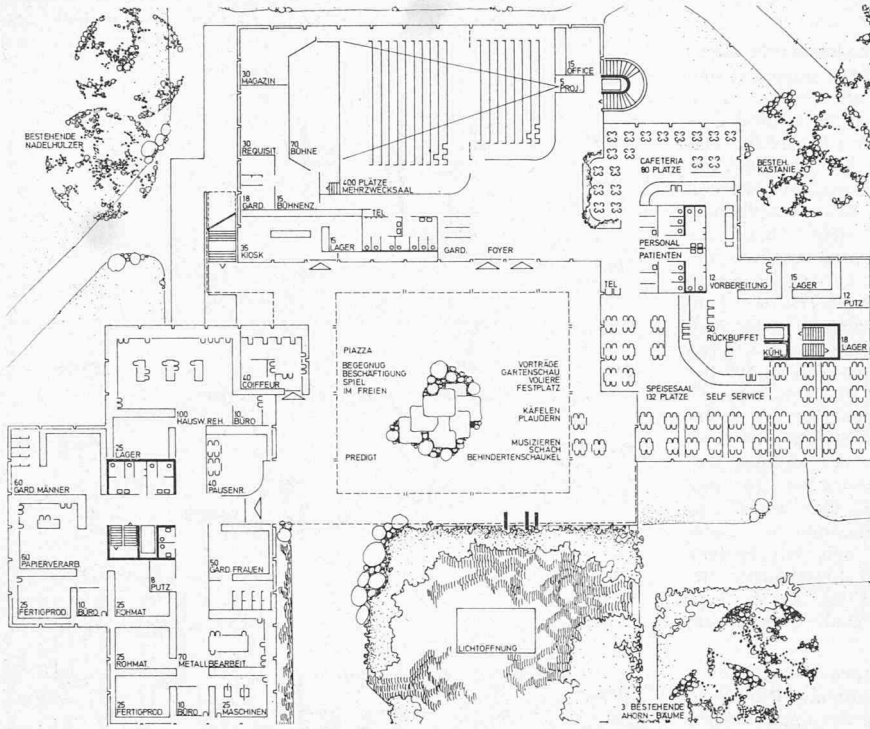 30
MAGAZIN
15
OFFICE
5
PROJ.
BESTEHENDE
NADELHÖLZER
30
REQUISIT.
70
BÜHNE
CAFETERIA
80 PLÄTZE
BESTEH.
KASTANIE
400 PLÄTZE
MEHRZWECKSAAL
18
GARD.
15
BÜHNENZ.
TEL
35
KIOSK
15
LAGER
GARD.
FOYER
PERSONAL
PATIENTEN
12
VORBEREITUNG
15
LAGER
12
PUTZ
TEL
50
RÜCKBUFFET
KÜHL
18
LAGER
PIAZZA
BEGEGNUG
BESCHÄFTIGUNG
SPIEL
IM FREIEN
VORTRÄGE
GARTENSCHAU
VOLIERE
FESTPLATZ
40
COIFFEUR
SPEISESAAL
132 PLÄTZE
SELF SERVICE
KÄFELEN
PLAUDERN
100
HAUSW. REH.
10
BÜRO
MUSIZIEREN
SCHACH
BEHINDERTENSCHAUKEL
25
LAGER
PREDIGT
60
GARD MÄNNER
40
PAUSENR.
60
PAPIERVERARB.
50
GARD. FRAUEN
8
PUTZ
25
FERTIGPROD.
10
BÜRO
25
ROHMAT
LICHTÖFFNUNG
25
ROHMAT
70
METALLBEARBEIT
25
FERTIGPROD.
10
BÜRO
25
MASCHINEN
3 BESTEHENDE
AHORN-BÄUME